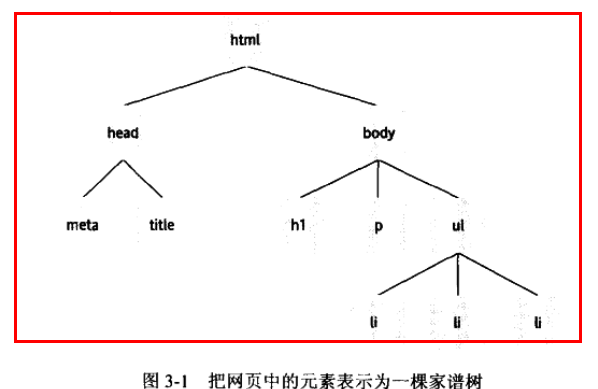 html
head body
meta title h1 p ul
li li li
图 3-1 把网页中的元素表示为一棵家谱树